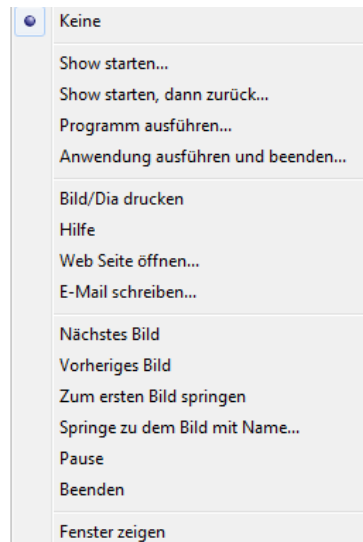 Keine
Show starten...
Show starten, dann zurück...
Programm ausführen...
Anwendung ausführen und beenden...
Bild/Dia drucken
Hilfe
Web Seite öffnen...
E-Mail schreiben...
Nächstes Bild
Vorheriges Bild
Zum ersten Bild springen
Springe zu dem Bild mit Name...
Pause
Beenden
Fenster zeigen